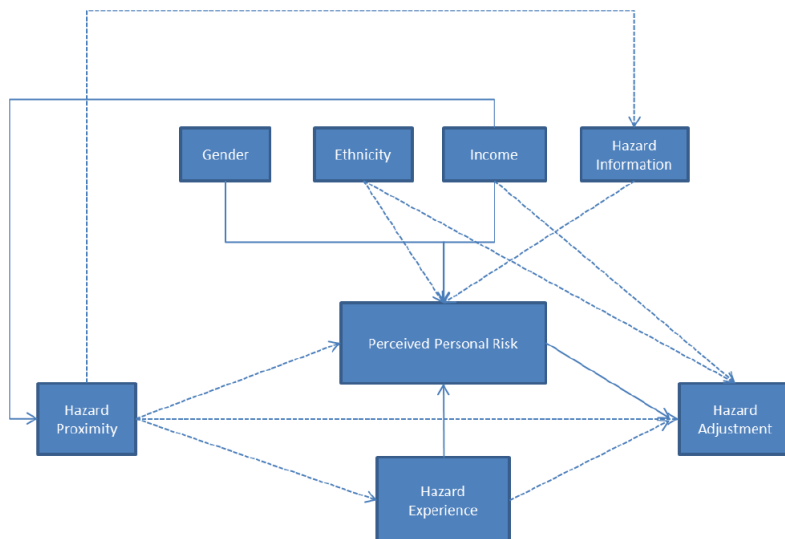 Gender
Ethnicity
Income
Hazard
Information
Perceived Personal Risk
Hazard
Proximity
Hazard
Adjustment
Hazard
Experience